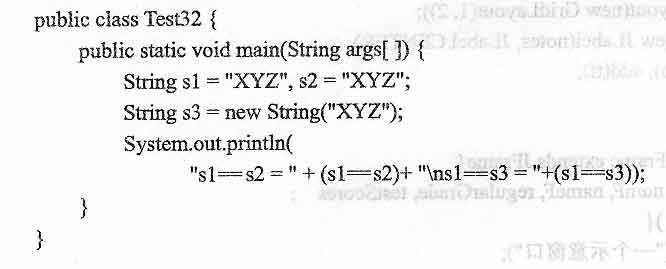 public class Test32 {
public static void main(String args[ ]) {
String s1 = "XYZ", s2 = "XYZ";
String s3 = new String("XYZ");
System.out.println(
"s1==s2 = " + (s1==s2)+ "\ns1==s3 = "+(s1==s3));
}
}